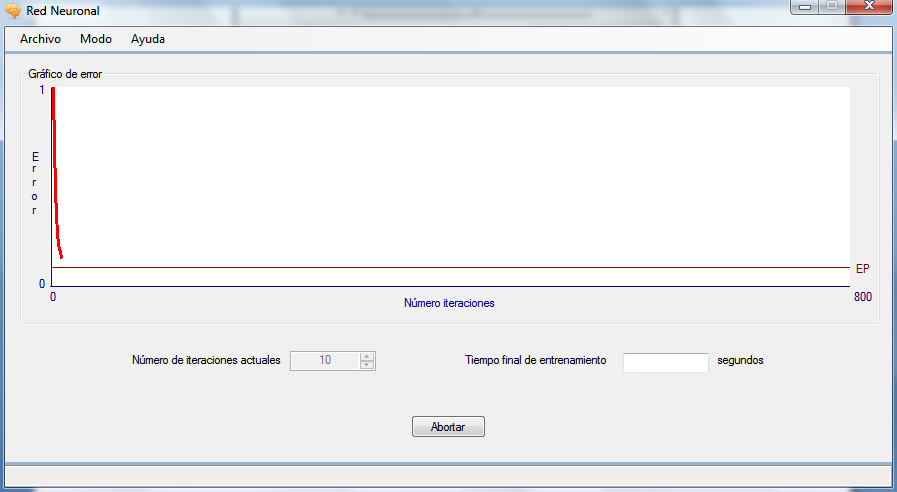 Red Neuronal
Archivo Modo Ayuda
Gráfico de error
1
Error
0
EP
0
Número iteraciones
800
Número de iteraciones actuales 10
Tiempo final de entrenamiento segundos
Abortar